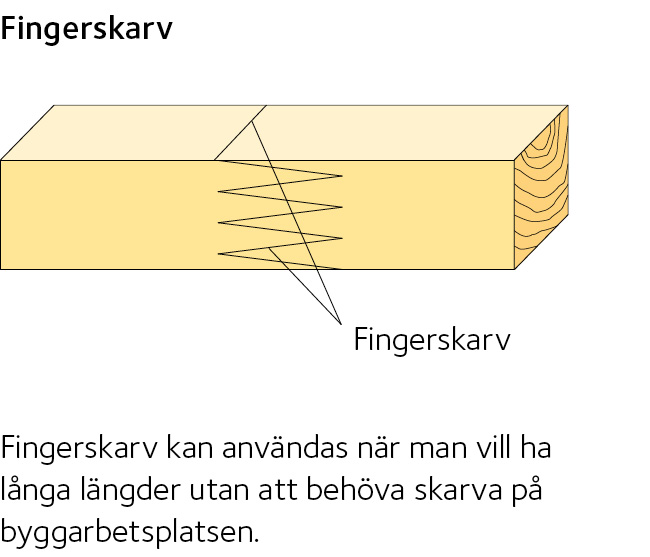 Fingerskarv
Fingerskarv
Fingerskarv kan användas när man vill ha
långa längder utan att behöva skarva på
byggarbetsplatsen.